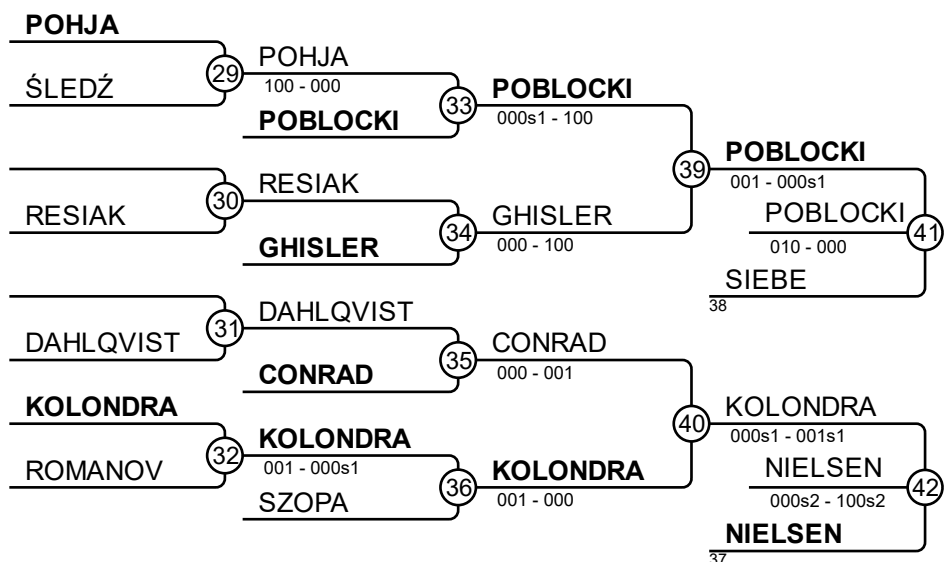 POHJA
29
ŚLEDŹ
POHJA
100 - 000
33
POBLOCKI
POBLOCKI
000s1 - 100
39
POBLOCKI
001 - 000s1
30
RESIAK
RESIAK
34
GHISLER
GHISLER
000 - 100
POBLOCKI
010 - 000
41
SIEBE
38
31
DAHLQVIST
DAHLQVIST
35
CONRAD
CONRAD
000 - 001
40
KOLONDRA
000s1 - 001s1
KOLONDRA
32
ROMANOV
KOLONDRA
001 - 000s1
36
SZOPA
KOLONDRA
001 - 000
NIELSEN
000s2 - 100s2
42
NIELSEN
37